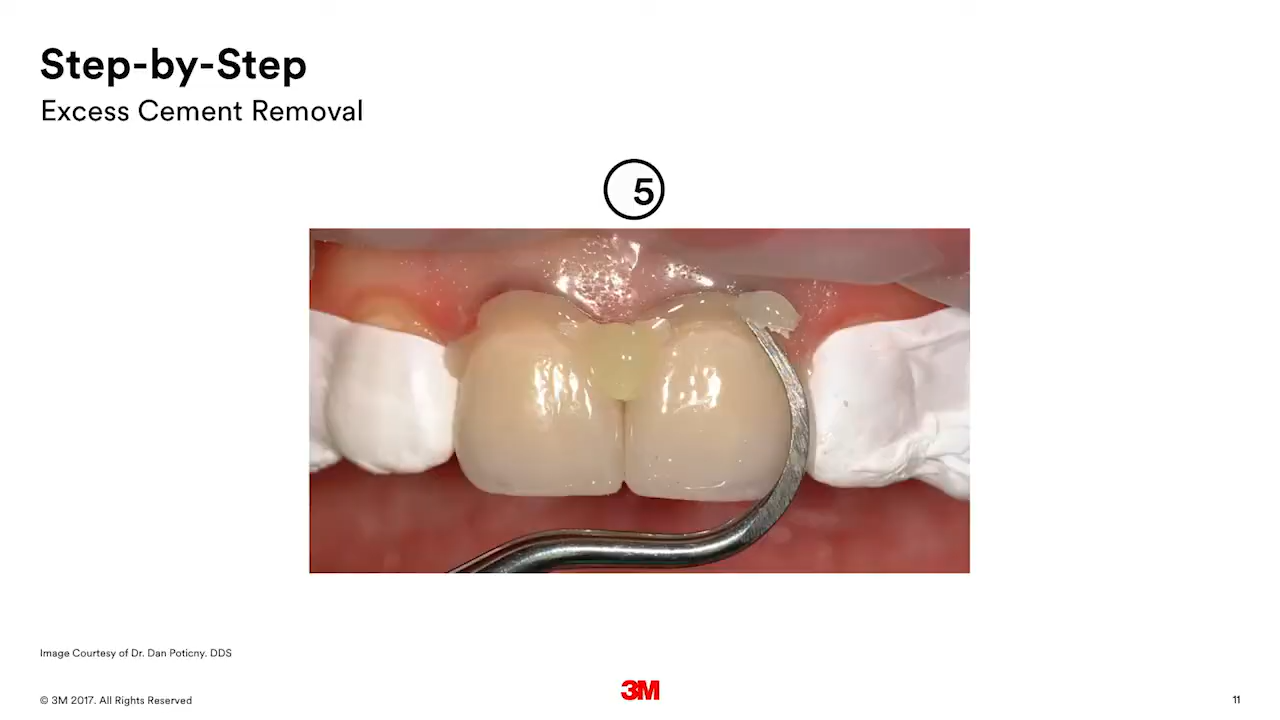 Step-by-Step
Excess Cement Removal
5
Image Courtesy of Dr. Dan Poticny. DDS
3M
© 3M 2017. All Rights Reserved
11